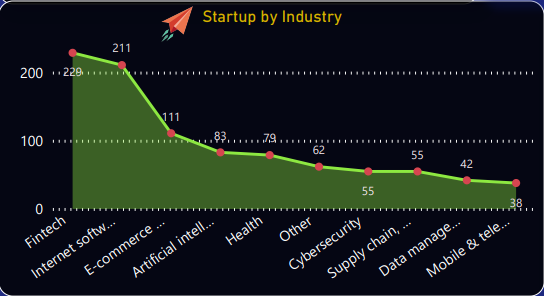 Startup by Industry
200
100
0
229
211
111
83
79
62
55
55
42
38
Fintech
Internet softw...
E-commerce ...
Artificial intell...
Health
Other
Cybersecurity
Supply chain, ...
Data manage...
Mobile & tele...